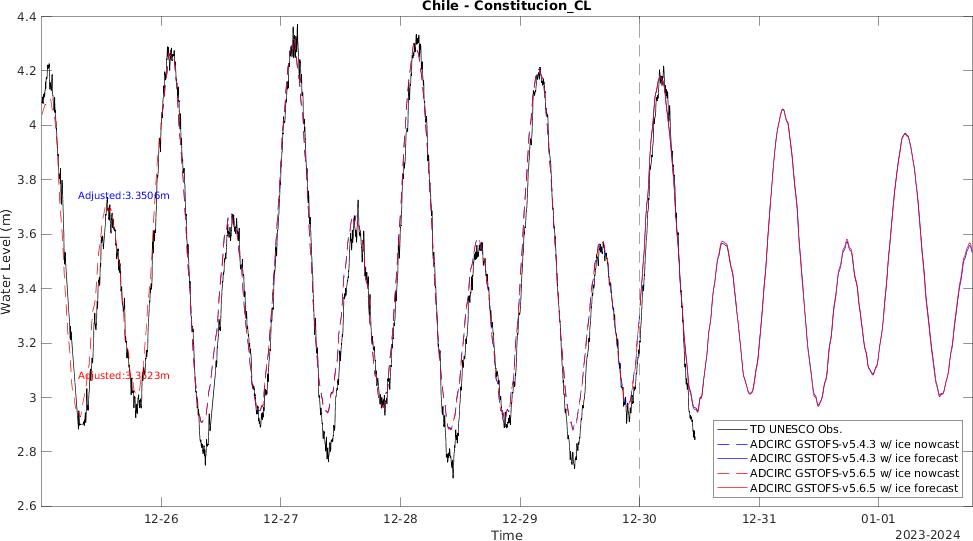 Chile - Constitucion_CL
4.4
4.2
4
3.8
3.6
3.4
3.2
3
2.8
2.6
Water Level (m)
Adjusted:3.3506m
Adjusted:3.3323m
TD UNESCO Obs.
ADCIRC GSTOFS-v5.4.3 w/ ice nowcast
ADCIRC GSTOFS-v5.4.3 w/ ice forecast
ADCIRC GSTOFS-v5.6.5 w/ ice nowcast
ADCIRC GSTOFS-v5.6.5 w/ ice forecast
12-26 12-27 12-28 12-29 12-30 12-31 01-01
Time
2023-2024